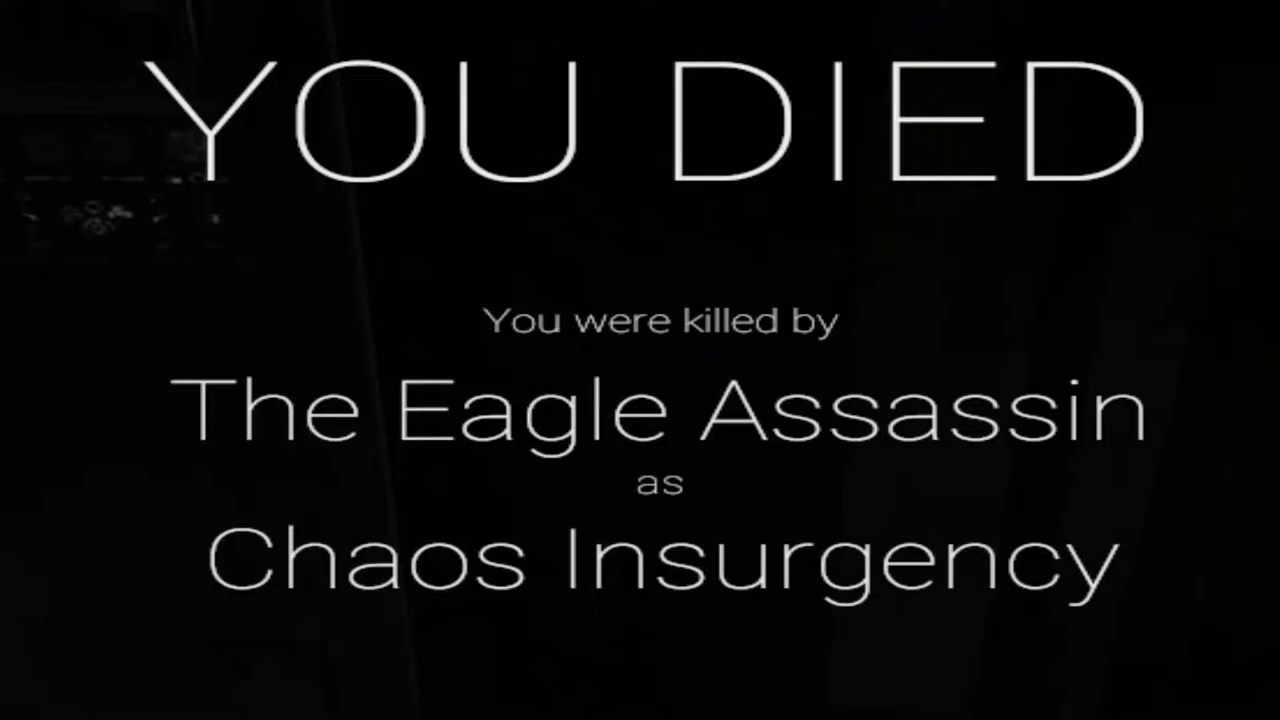 YOU DIED
You were killed by
The Eagle Assassin
as
Chaos Insurgency